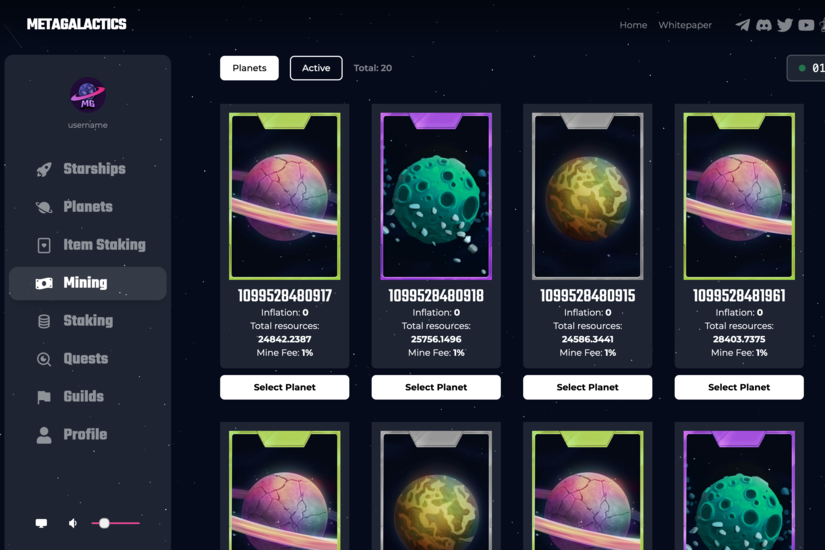 METAGALACTICS
Home
Whitepaper
MG
username
Starships
Planets
Item Staking
Mining
Staking
Quests
Guilds
Profile
Planets
Active
Total: 20
01
1099528480917
Inflation: 0
Total resources:
24842.2387
Mine Fee: 1%
Select Planet
1099528480918
Inflation: 0
Total resources:
25756.1496
Mine Fee: 1%
Select Planet
1099528480915
Inflation: 0
Total resources:
24586.3441
Mine Fee: 1%
Select Planet
1099528481961
Inflation: 0
Total resources:
28403.7375
Mine Fee: 1%
Select Planet